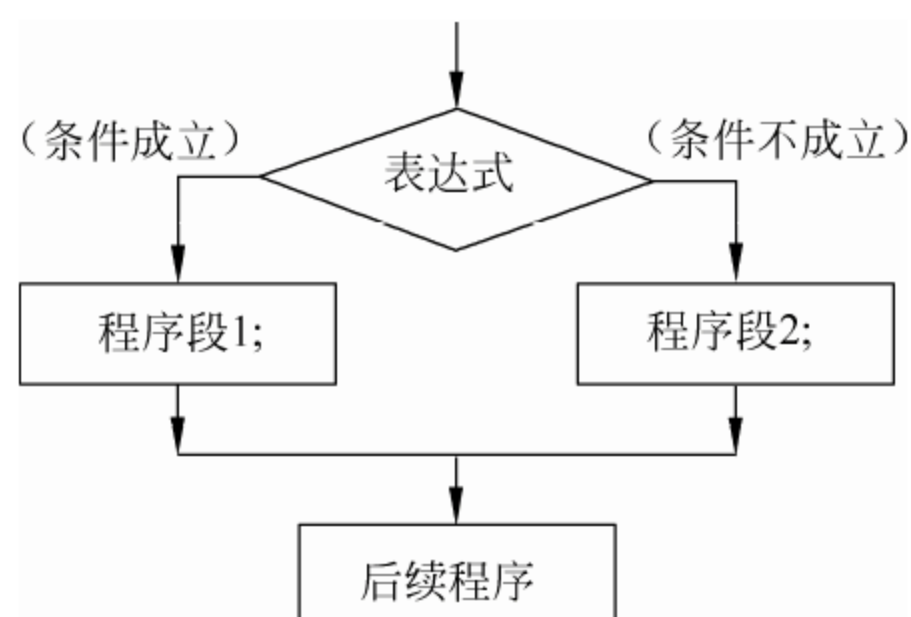 （条件成立）
（条件不成立）
表达式
程序段1;
程序段2;
后续程序